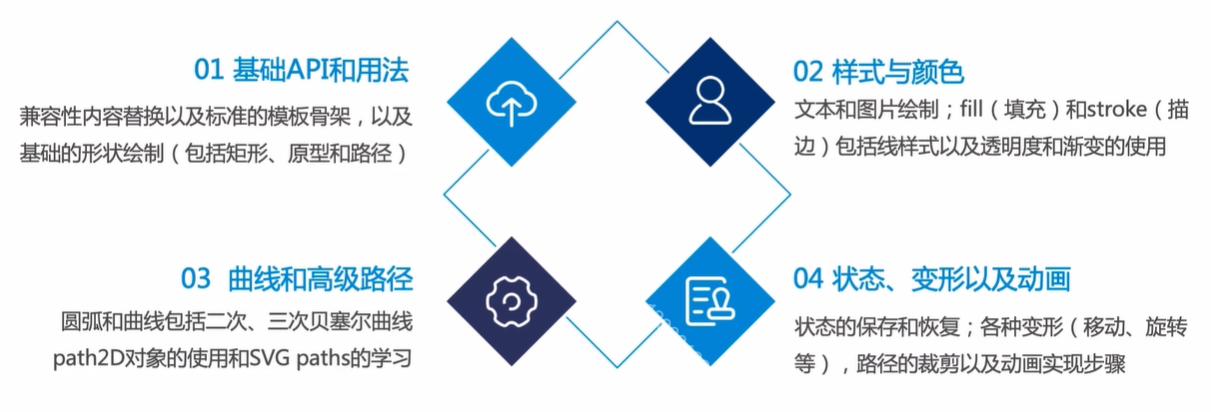 01 基础API和用法
兼容性内容替换以及标准的模板骨架，以及
基础的形状绘制（包括矩形、原型和路径）
02 样式与颜色
文本和图片绘制；fill（填充）和stroke（描
边）包括线样式以及透明度和渐变的使用
03 曲线和高级路径
圆弧和曲线包括二次、三次贝塞尔曲线
path2D对象的使用和SVG paths的学习
04 状态、变形以及动画
状态的保存和恢复；各种变形（移动、旋转
等），路径的裁剪以及动画实现步骤